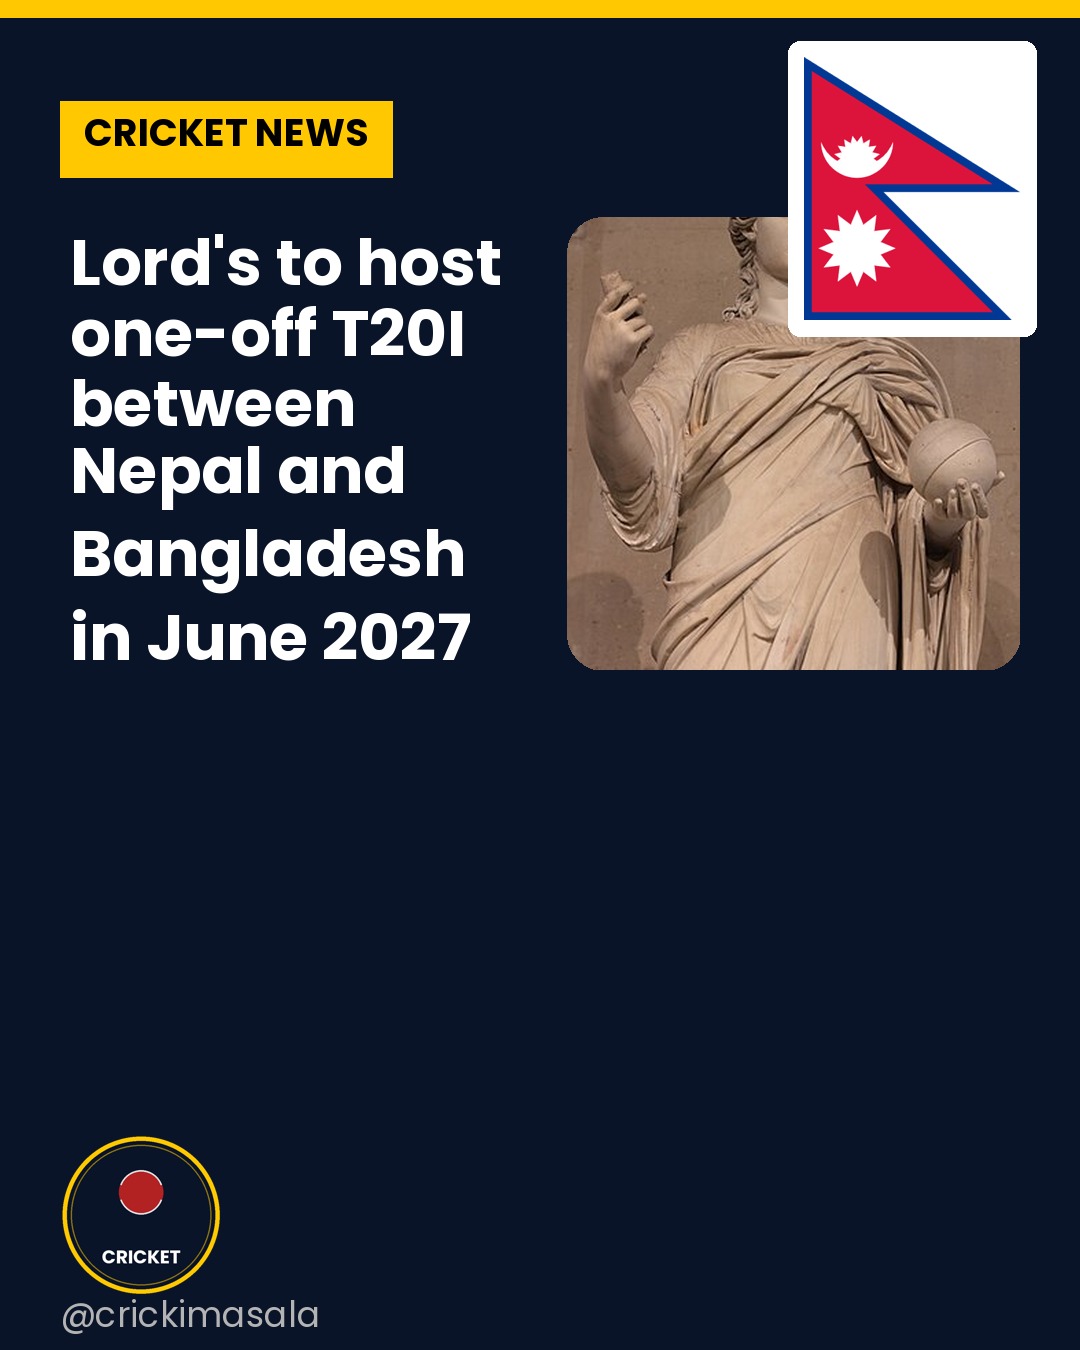 CRICKET NEWS
Lord's to host
one-off T20I
between
Nepal and
Bangladesh
in June 2027
CRICKET
@crickimasala